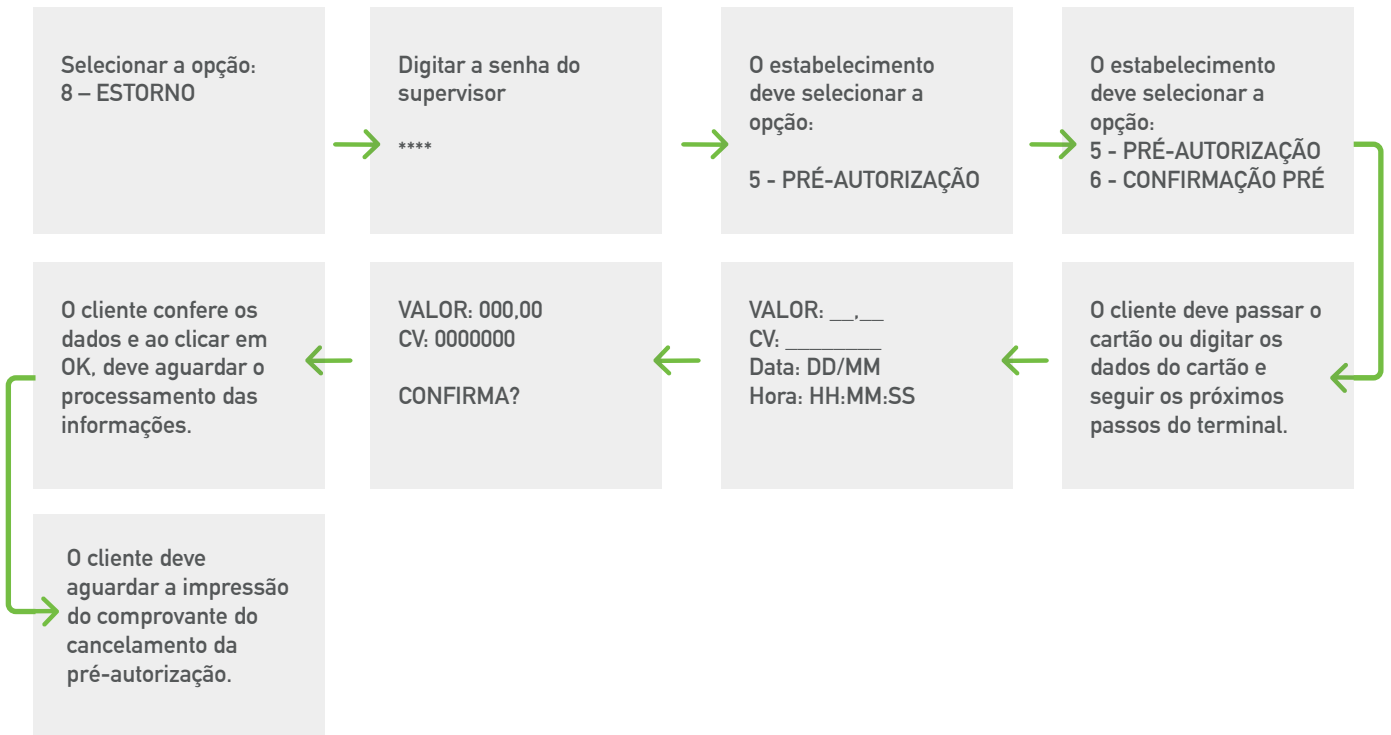 Selecionar a opção:
8 – ESTORNO
Digitar a senha do
supervisor
****
O estabelecimento
deve selecionar a
opção:
5 - PRÉ-AUTORIZAÇÃO
O estabelecimento
deve selecionar a
opção:
5 - PRÉ-AUTORIZAÇÃO
6 - CONFIRMAÇÃO PRÉ
O cliente deve passar o
cartão ou digitar os
dados do cartão e
seguir os próximos
passos do terminal.
VALOR: __,__
CV: ________
Data: DD/MM
Hora: HH:MM:SS
VALOR: 000,00
CV: 0000000
CONFIRMA?
O cliente confere os
dados e ao clicar em
OK, deve aguardar o
processamento das
informações.
O cliente deve
aguardar a impressão
do comprovante do
cancelamento da
pré-autorização.